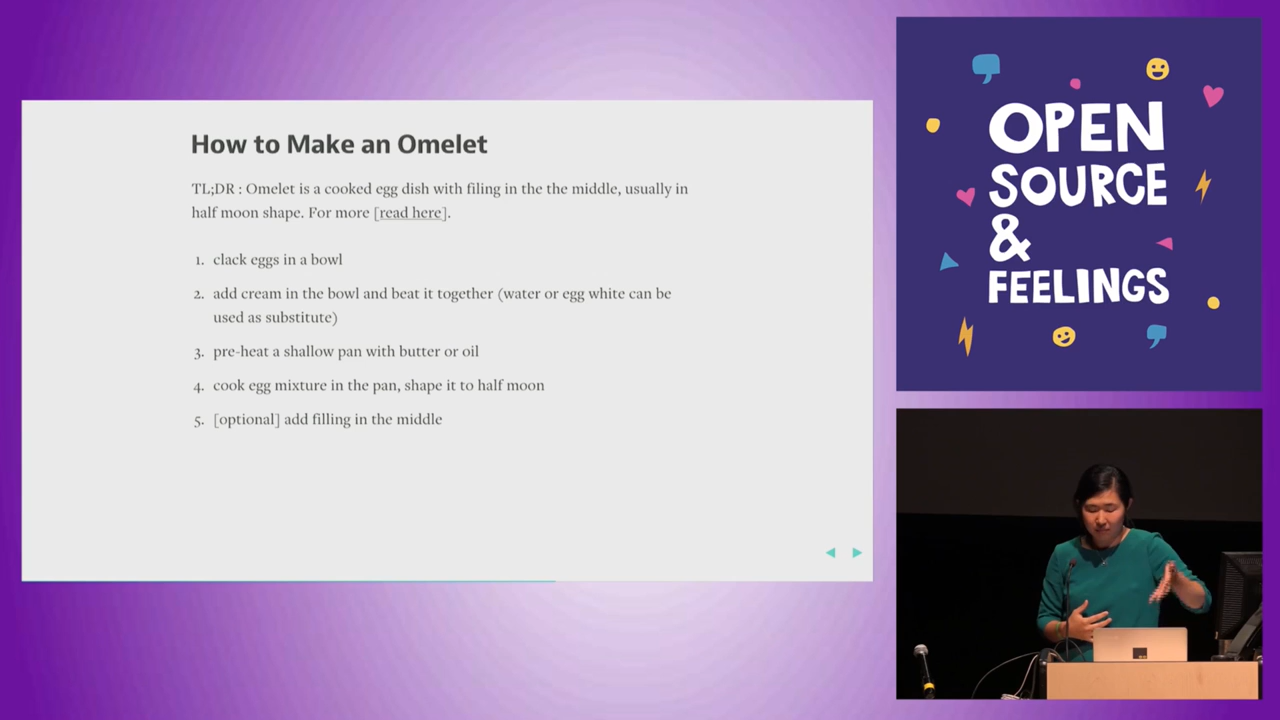 How to Make an Omelet
TL;DR : Omelet is a cooked egg dish with filing in the the middle, usually in
half moon shape. For more [read here].
1. clack eggs in a bowl
2. add cream in the bowl and beat it together (water or egg white can be
used as substitute)
3. pre-heat a shallow pan with butter or oil
4. cook egg mixture in the pan, shape it to half moon
5. [optional] add filling in the middle
OPEN
SOURCE
&
FEELINGS